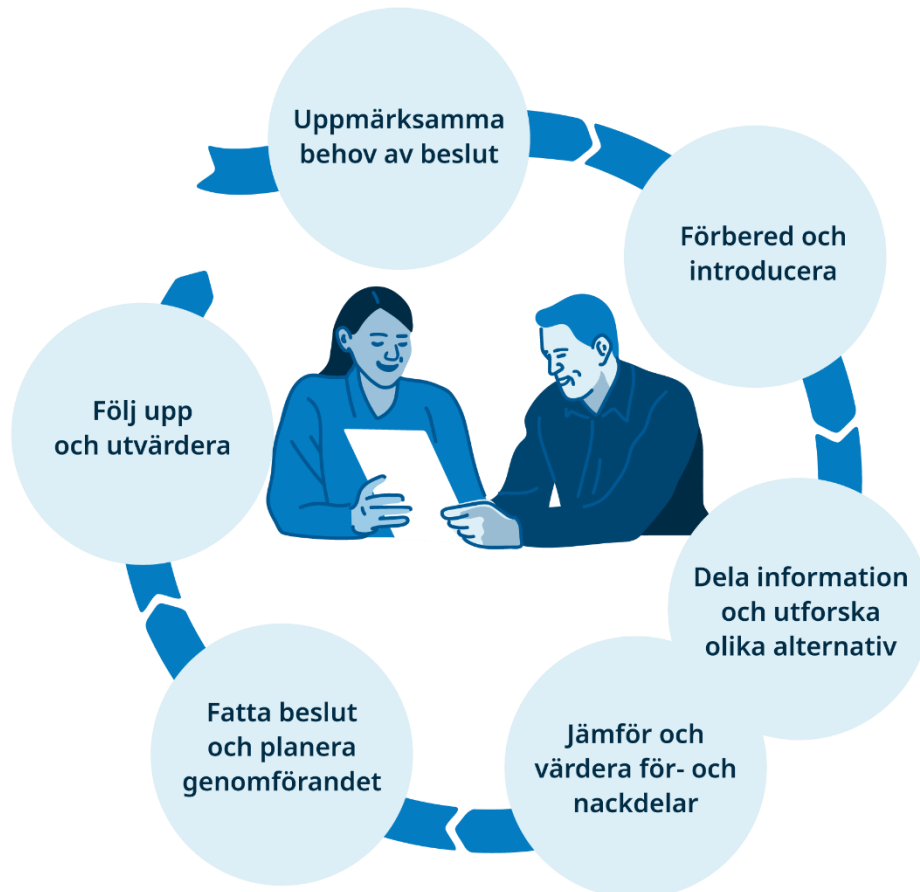 Uppmärksamma
behov av beslut
Förbered och
introducera
Dela information
och utforska
olika alternativ
Jämför och
värdera för- och
nackdelar
Fatta beslut
och planera
genomförandet
Följ upp
och utvärdera